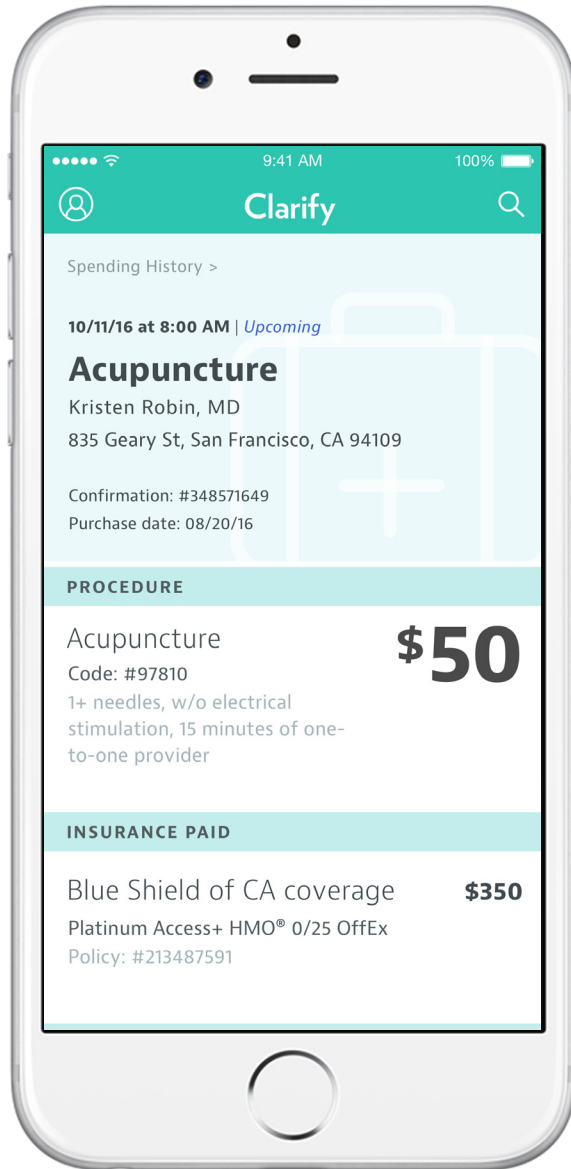 9:41 AM
100%
Clarify
Spending History >
10/11/16 at 8:00 AM | Upcoming
Acupuncture
Kristen Robin, MD
835 Geary St, San Francisco, CA 94109
Confirmation: #348571649
Purchase date: 08/20/16
PROCEDURE
Acupuncture
$50
Code: #97810
1+ needles, w/o electrical
stimulation, 15 minutes of one-
to-one provider
INSURANCE PAID
Blue Shield of CA coverage
$350
Platinum Access+ HMO® 0/25 OffEx
Policy: #213487591